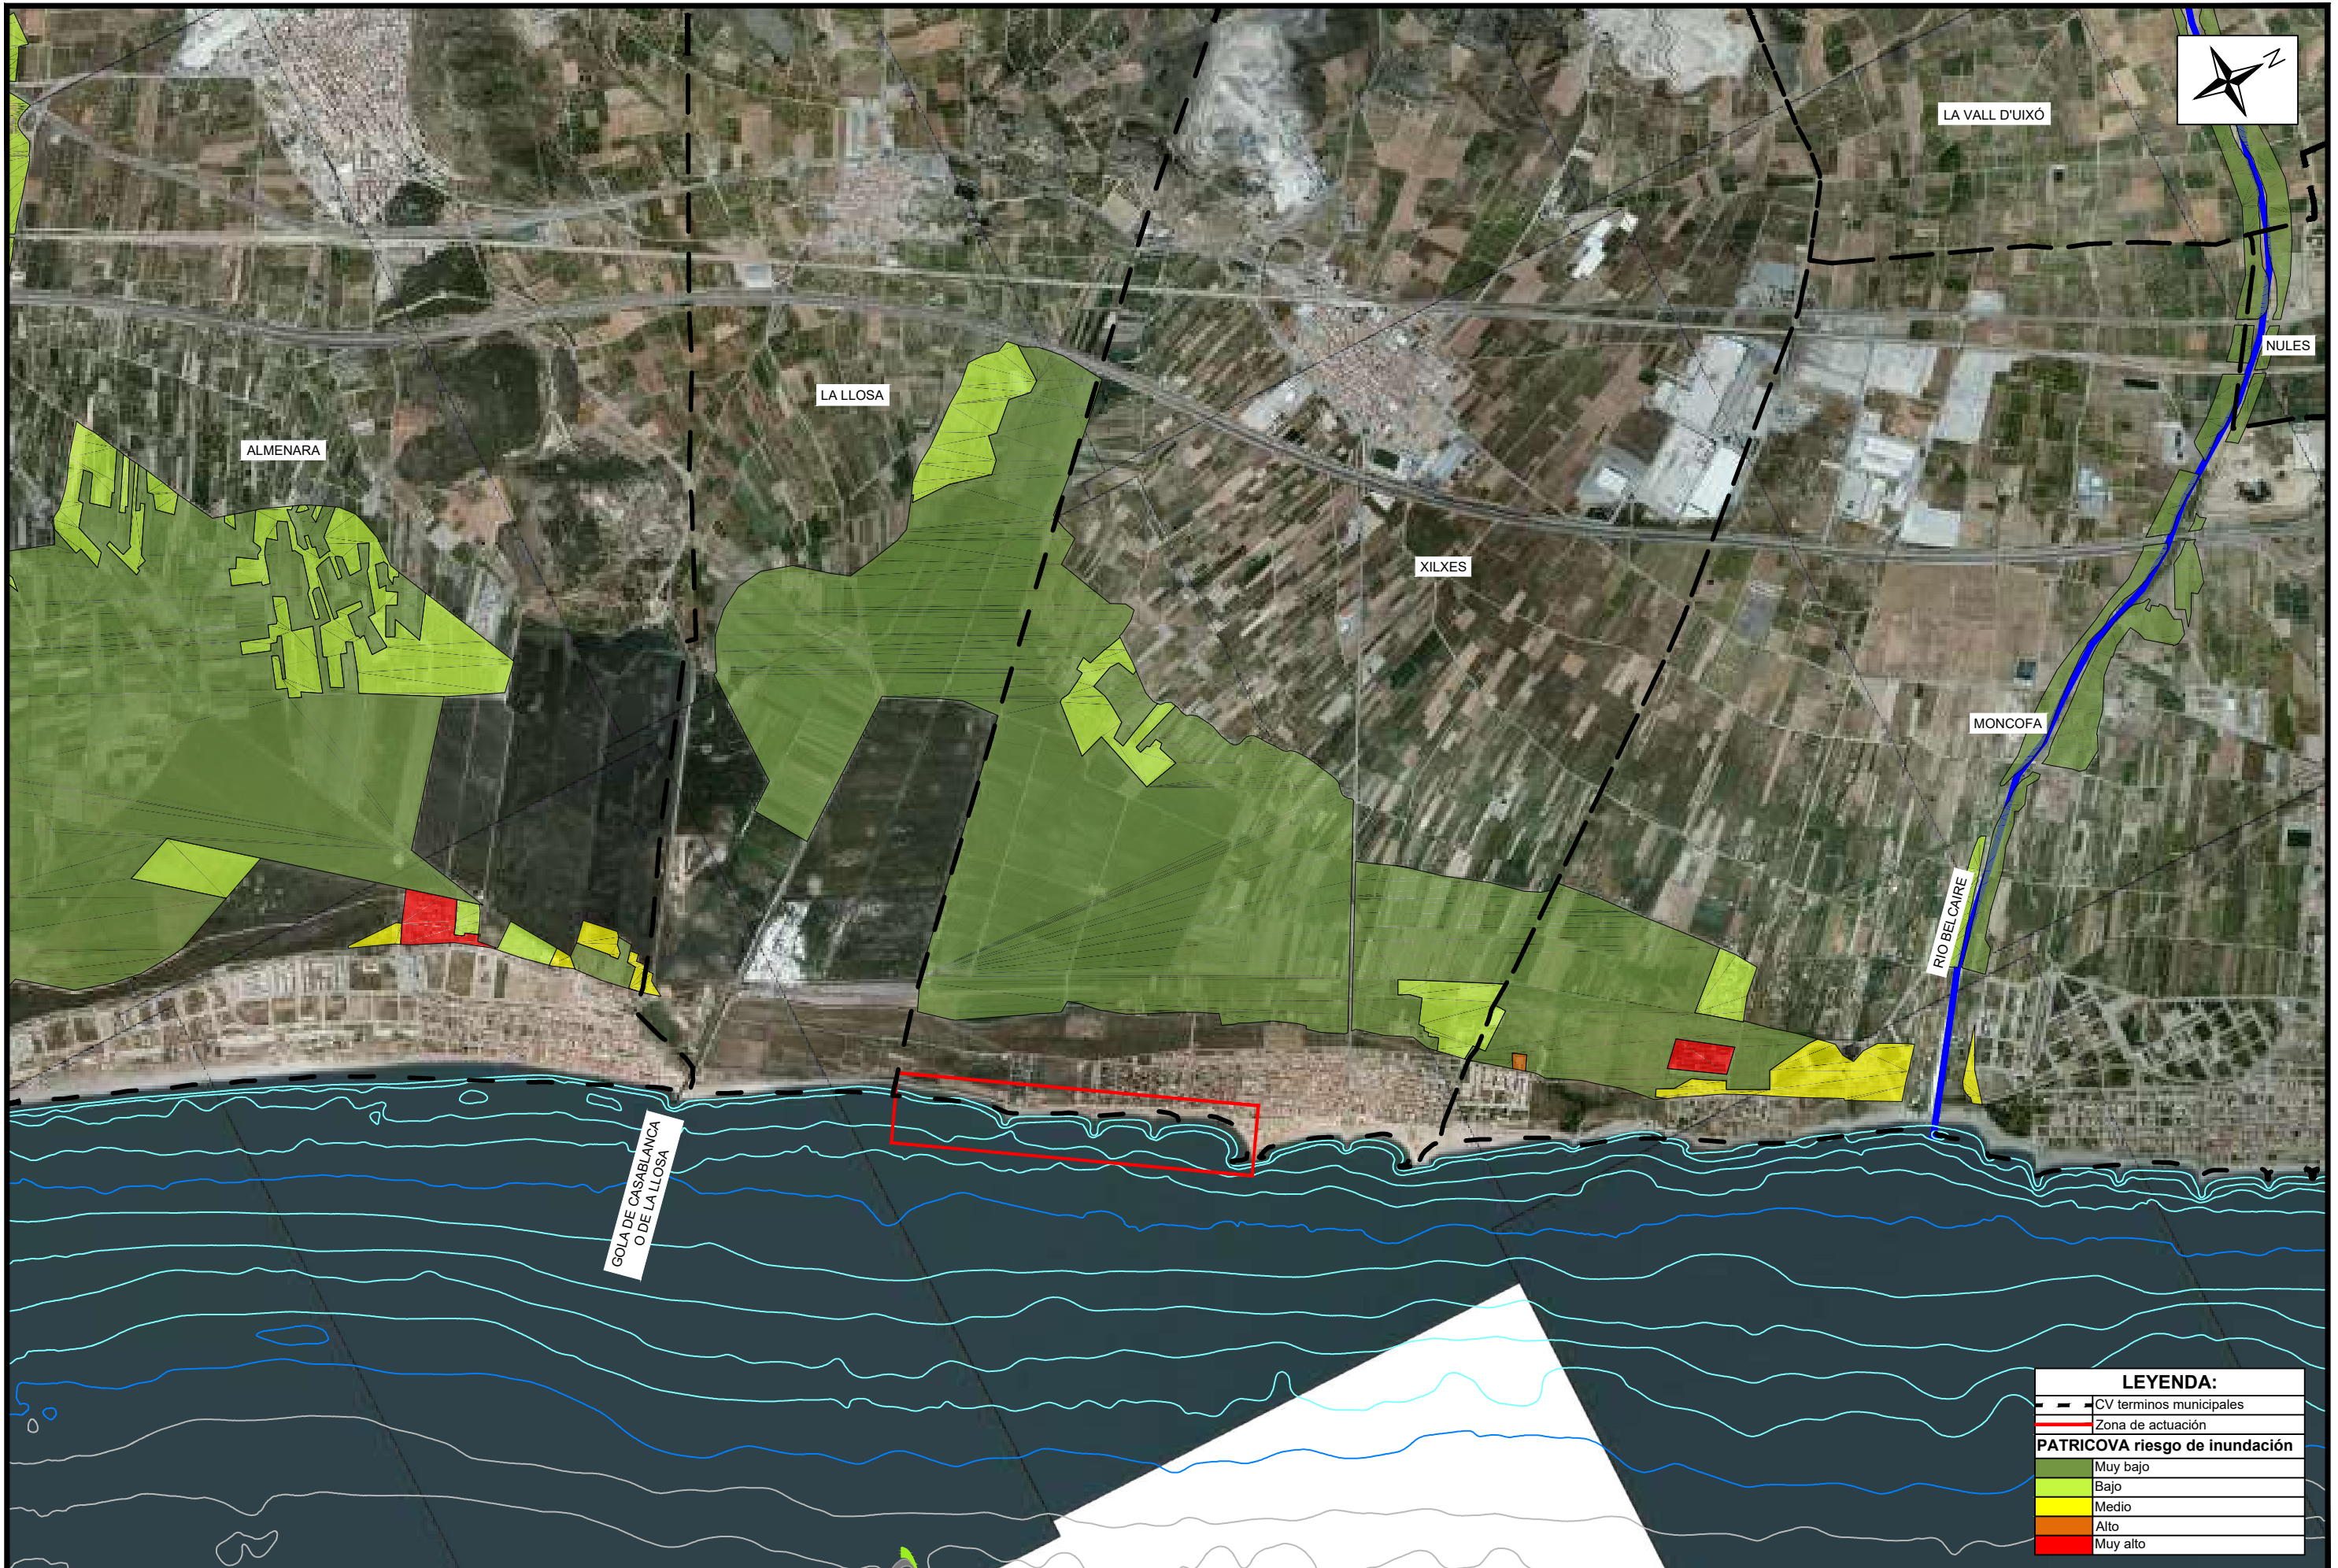 N
LA VALL D'UIXÓ
NULES
LA LLOSA
ALMENARA
XILXES
MONCOFA
RIO BELCAIRE
GOLA DE CASABLANCA
O DE LA LLOSA
LEYENDA:
CV terminos municipales
Zona de actuación
PATRICOVA riesgo de inundación
Muy bajo
Bajo
Medio
Alto
Muy alto